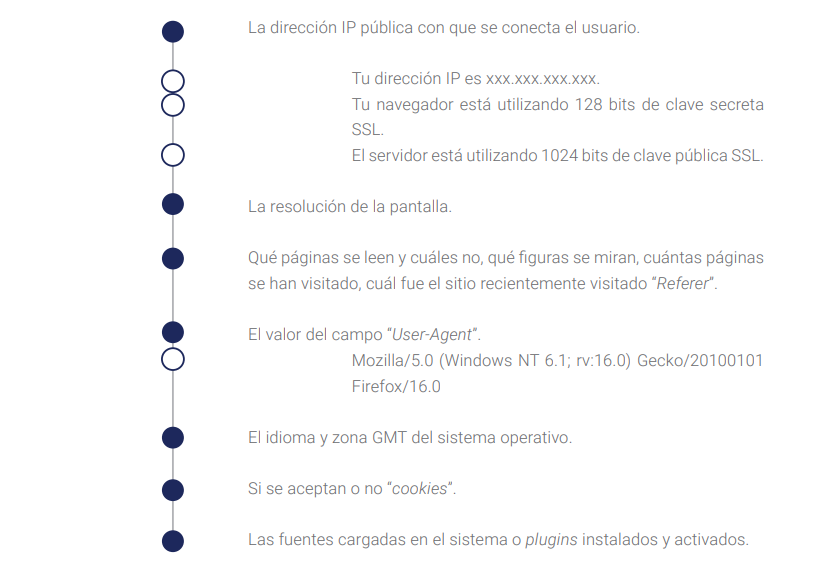 La dirección IP pública con que se conecta el usuario.
Tu dirección IP es xxx.xxx.xxx.xxx.
Tu navegador está utilizando 128 bits de clave secreta
SSL.
El servidor está utilizando 1024 bits de clave pública SSL.
La resolución de la pantalla.
Qué páginas se leen y cuáles no, qué figuras se miran, cuántas páginas
se han visitado, cuál fue el sitio recientemente visitado “Referer”.
El valor del campo “User-Agent”.
Mozilla/5.0 (Windows NT 6.1; rv:16.0) Gecko/20100101
Firefox/16.0
El idioma y zona GMT del sistema operativo.
Si se aceptan o no “cookies”.
Las fuentes cargadas en el sistema o plugins instalados y activados.